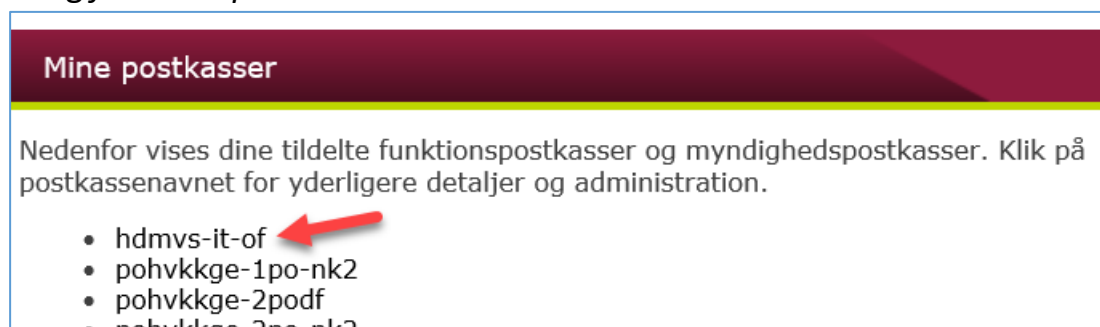 Mine postkasser
Nedenfor vises dine tildelte funktionspostkasser og myndighedspostkasser. Klik på
postkassenavnet for yderligere detaljer og administration.
• hdmvs-it-of
• pohvkkge-1po-nk2
• pohvkkge-2podf